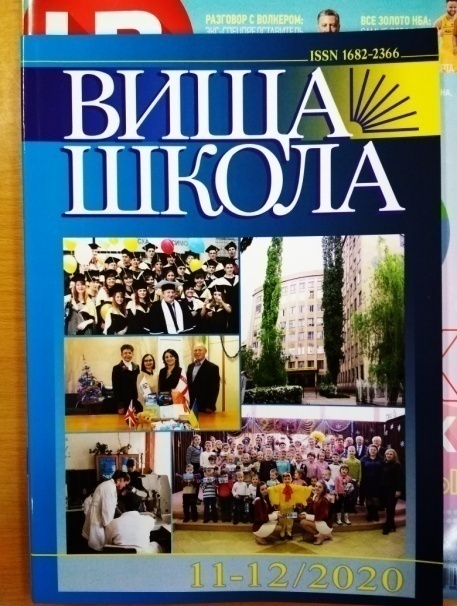 РАЗГОВОР С ВОЛКЕРОМ:
ВСЕ ЗОЛОТО НБА:
ISSN 1682-2366
ВИЩА
ШКОЛА
11-12/2020